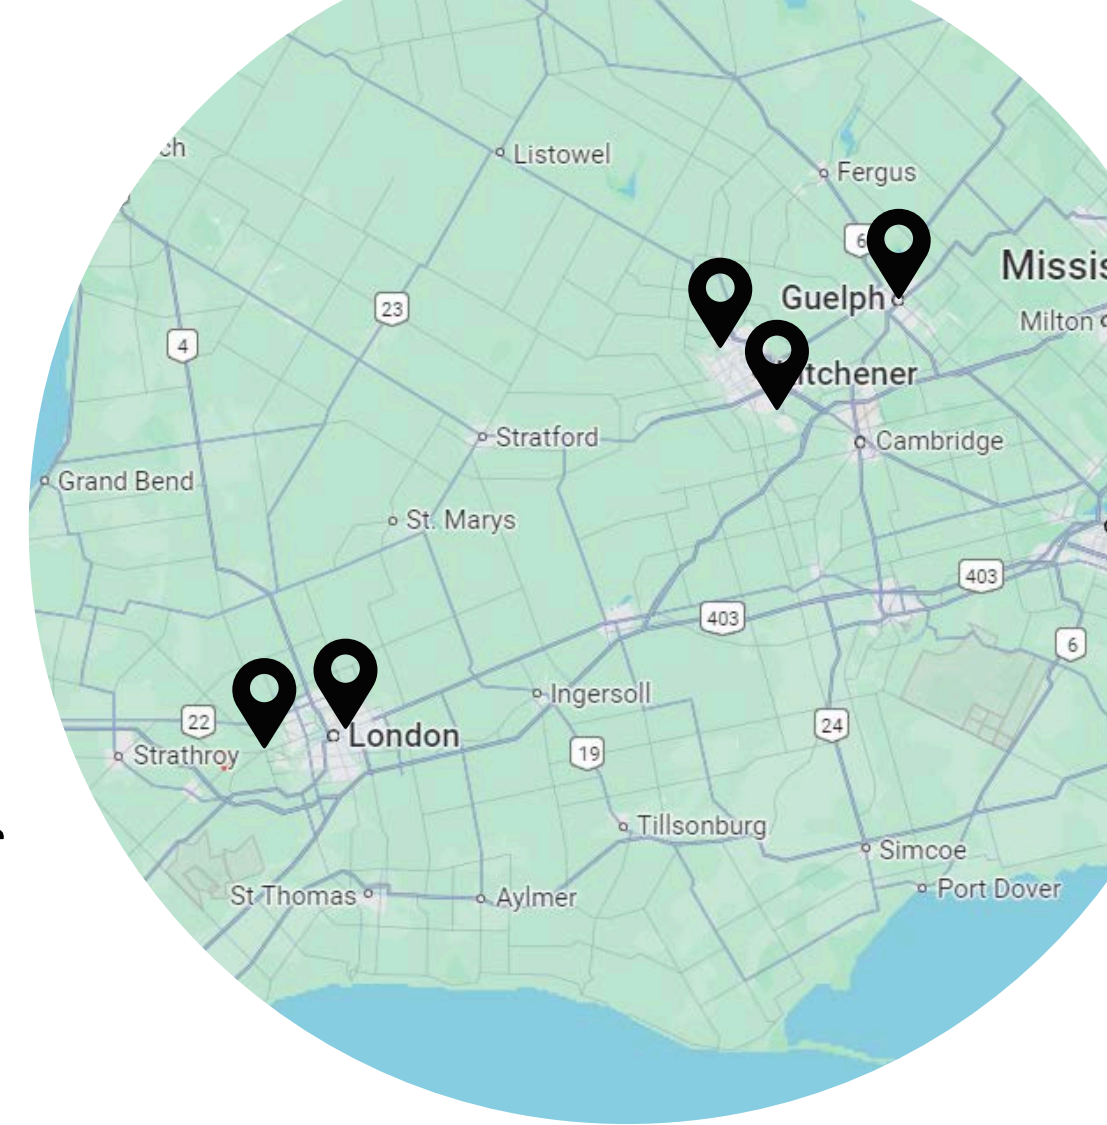 Listowel
Fergus
6
Guelph
23
Milton
4
Stratford
Cambridge
Grand Bend
St. Marys
403
403
6
Ingersoll
22
London
24
Strathroy
19
Tillsonburg
Simcoe
St Thomas
Aylmer
Port Dover